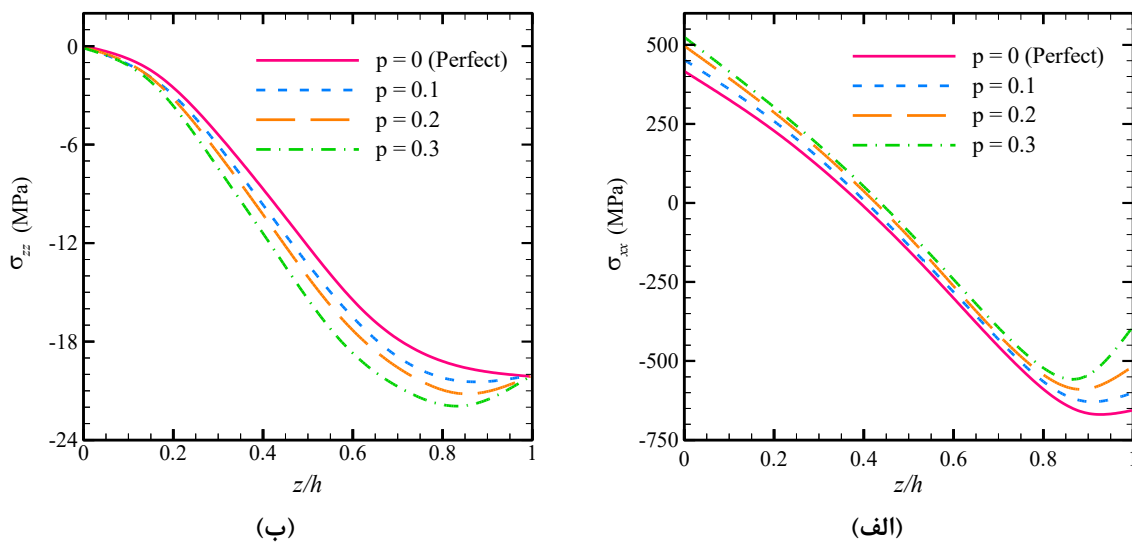 0
-6
-12
-18
-24
σzz (MPa)
p = 0 (Perfect)
p = 0.1
p = 0.2
p = 0.3
0 0.2 0.4 0.6 0.8 1
z/h
(ب)
500
250
0
-250
-500
-750
σxx (MPa)
p = 0 (Perfect)
p = 0.1
p = 0.2
p = 0.3
0 0.2 0.4 0.6 0.8 1
z/h
(الف)